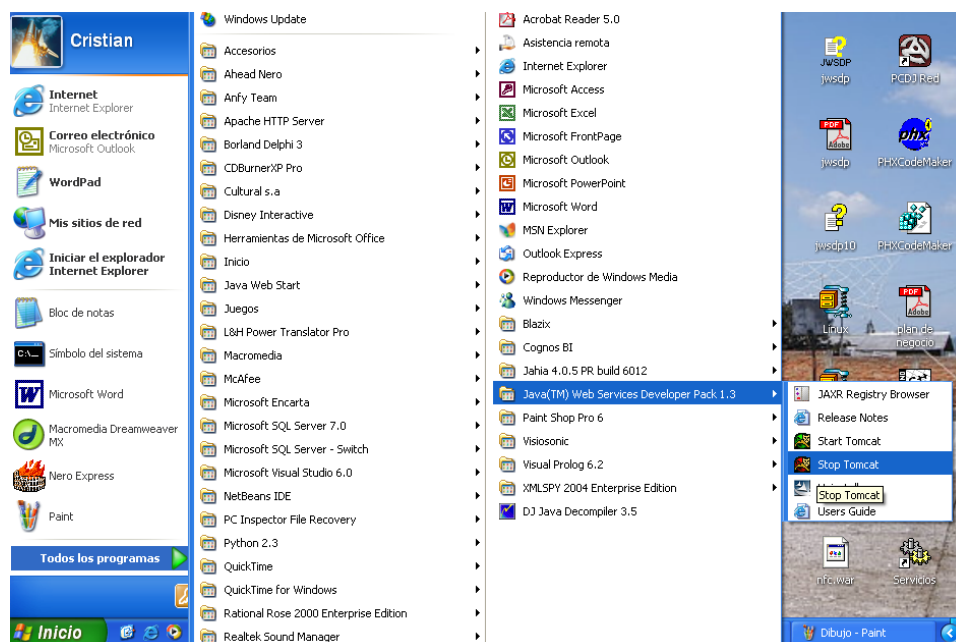 Cristian
Internet
Internet Explorer
Correo electrónico
Microsoft Outlook
WordPad
Mis sitios de red
Iniciar el explorador
Internet Explorer
Bloc de notas
Símbolo del sistema
Microsoft Word
Macromedia Dreamweaver
MX
Nero Express
Paint
Todos los programas
Inicio
Windows Update
Accesorios
Ahead Nero
Anfy Team
Apache HTTP Server
Borland Delphi 3
CDBurnerXP Pro
Cultural s.a
Disney Interactive
Herramientas de Microsoft Office
Inicio
Java Web Start
Juegos
L&H Power Translator Pro
Macromedia
McAfee
Microsoft Encarta
Microsoft SQL Server 7.0
Microsoft SQL Server - Switch
Microsoft Visual Studio 6.0
NetBeans IDE
PC Inspector File Recovery
Python 2.3
QuickTime
QuickTime for Windows
Rational Rose 2000 Enterprise Edition
Realtek Sound Manager
Acrobat Reader 5.0
Asistencia remota
Internet Explorer
Microsoft Access
Microsoft Excel
Microsoft FrontPage
Microsoft Outlook
Microsoft PowerPoint
Microsoft Word
MSN Explorer
Outlook Express
Reproductor de Windows Media
Windows Messenger
Blazix
Cognos BI
Jahia 4.0.5 PR build 6012
Java(TM) Web Services Developer Pack 1.3
Paint Shop Pro 6
Visiosonic
Visual Prolog 6.2
XMLSPY 2004 Enterprise Edition
DJ Java Decompiler 3.5
JWSDP
jwsdp
PCDJ Red
PDF
Adobe
jwsdp
phx
PHXCodeMaker
jwsdp10
PHXCodeMaker
Linux
PDF
Adobe
plan de
negocio
JAXR Registry Browser
Release Notes
Start Tomcat
Stop Tomcat
Stop Tomcat
Users Guide
nfc.war
Servicios
Dibujo - Paint